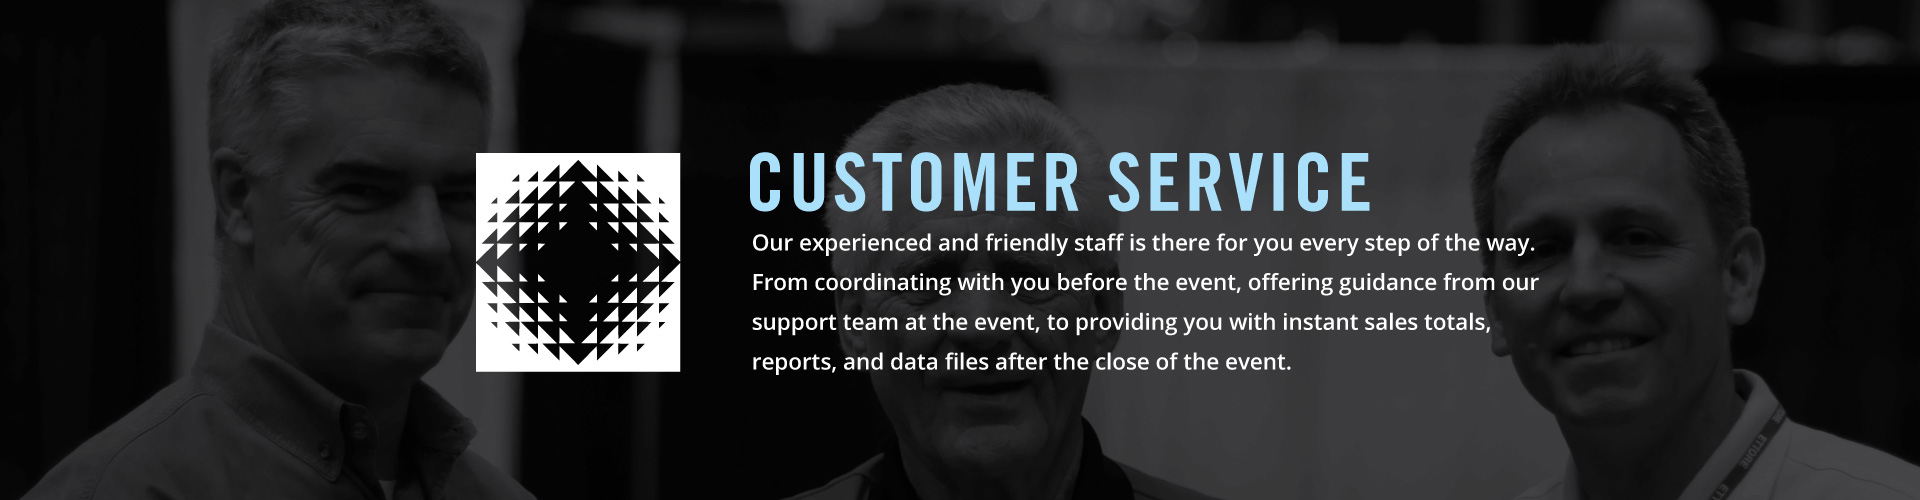 CUSTOMER SERVICE
Our experienced and friendly staff is there for you every step of the way.
From coordinating with you before the event, offering guidance from our
support team at the event, to providing you with instant sales totals,
reports, and data files after the close of the event.
ETTORE